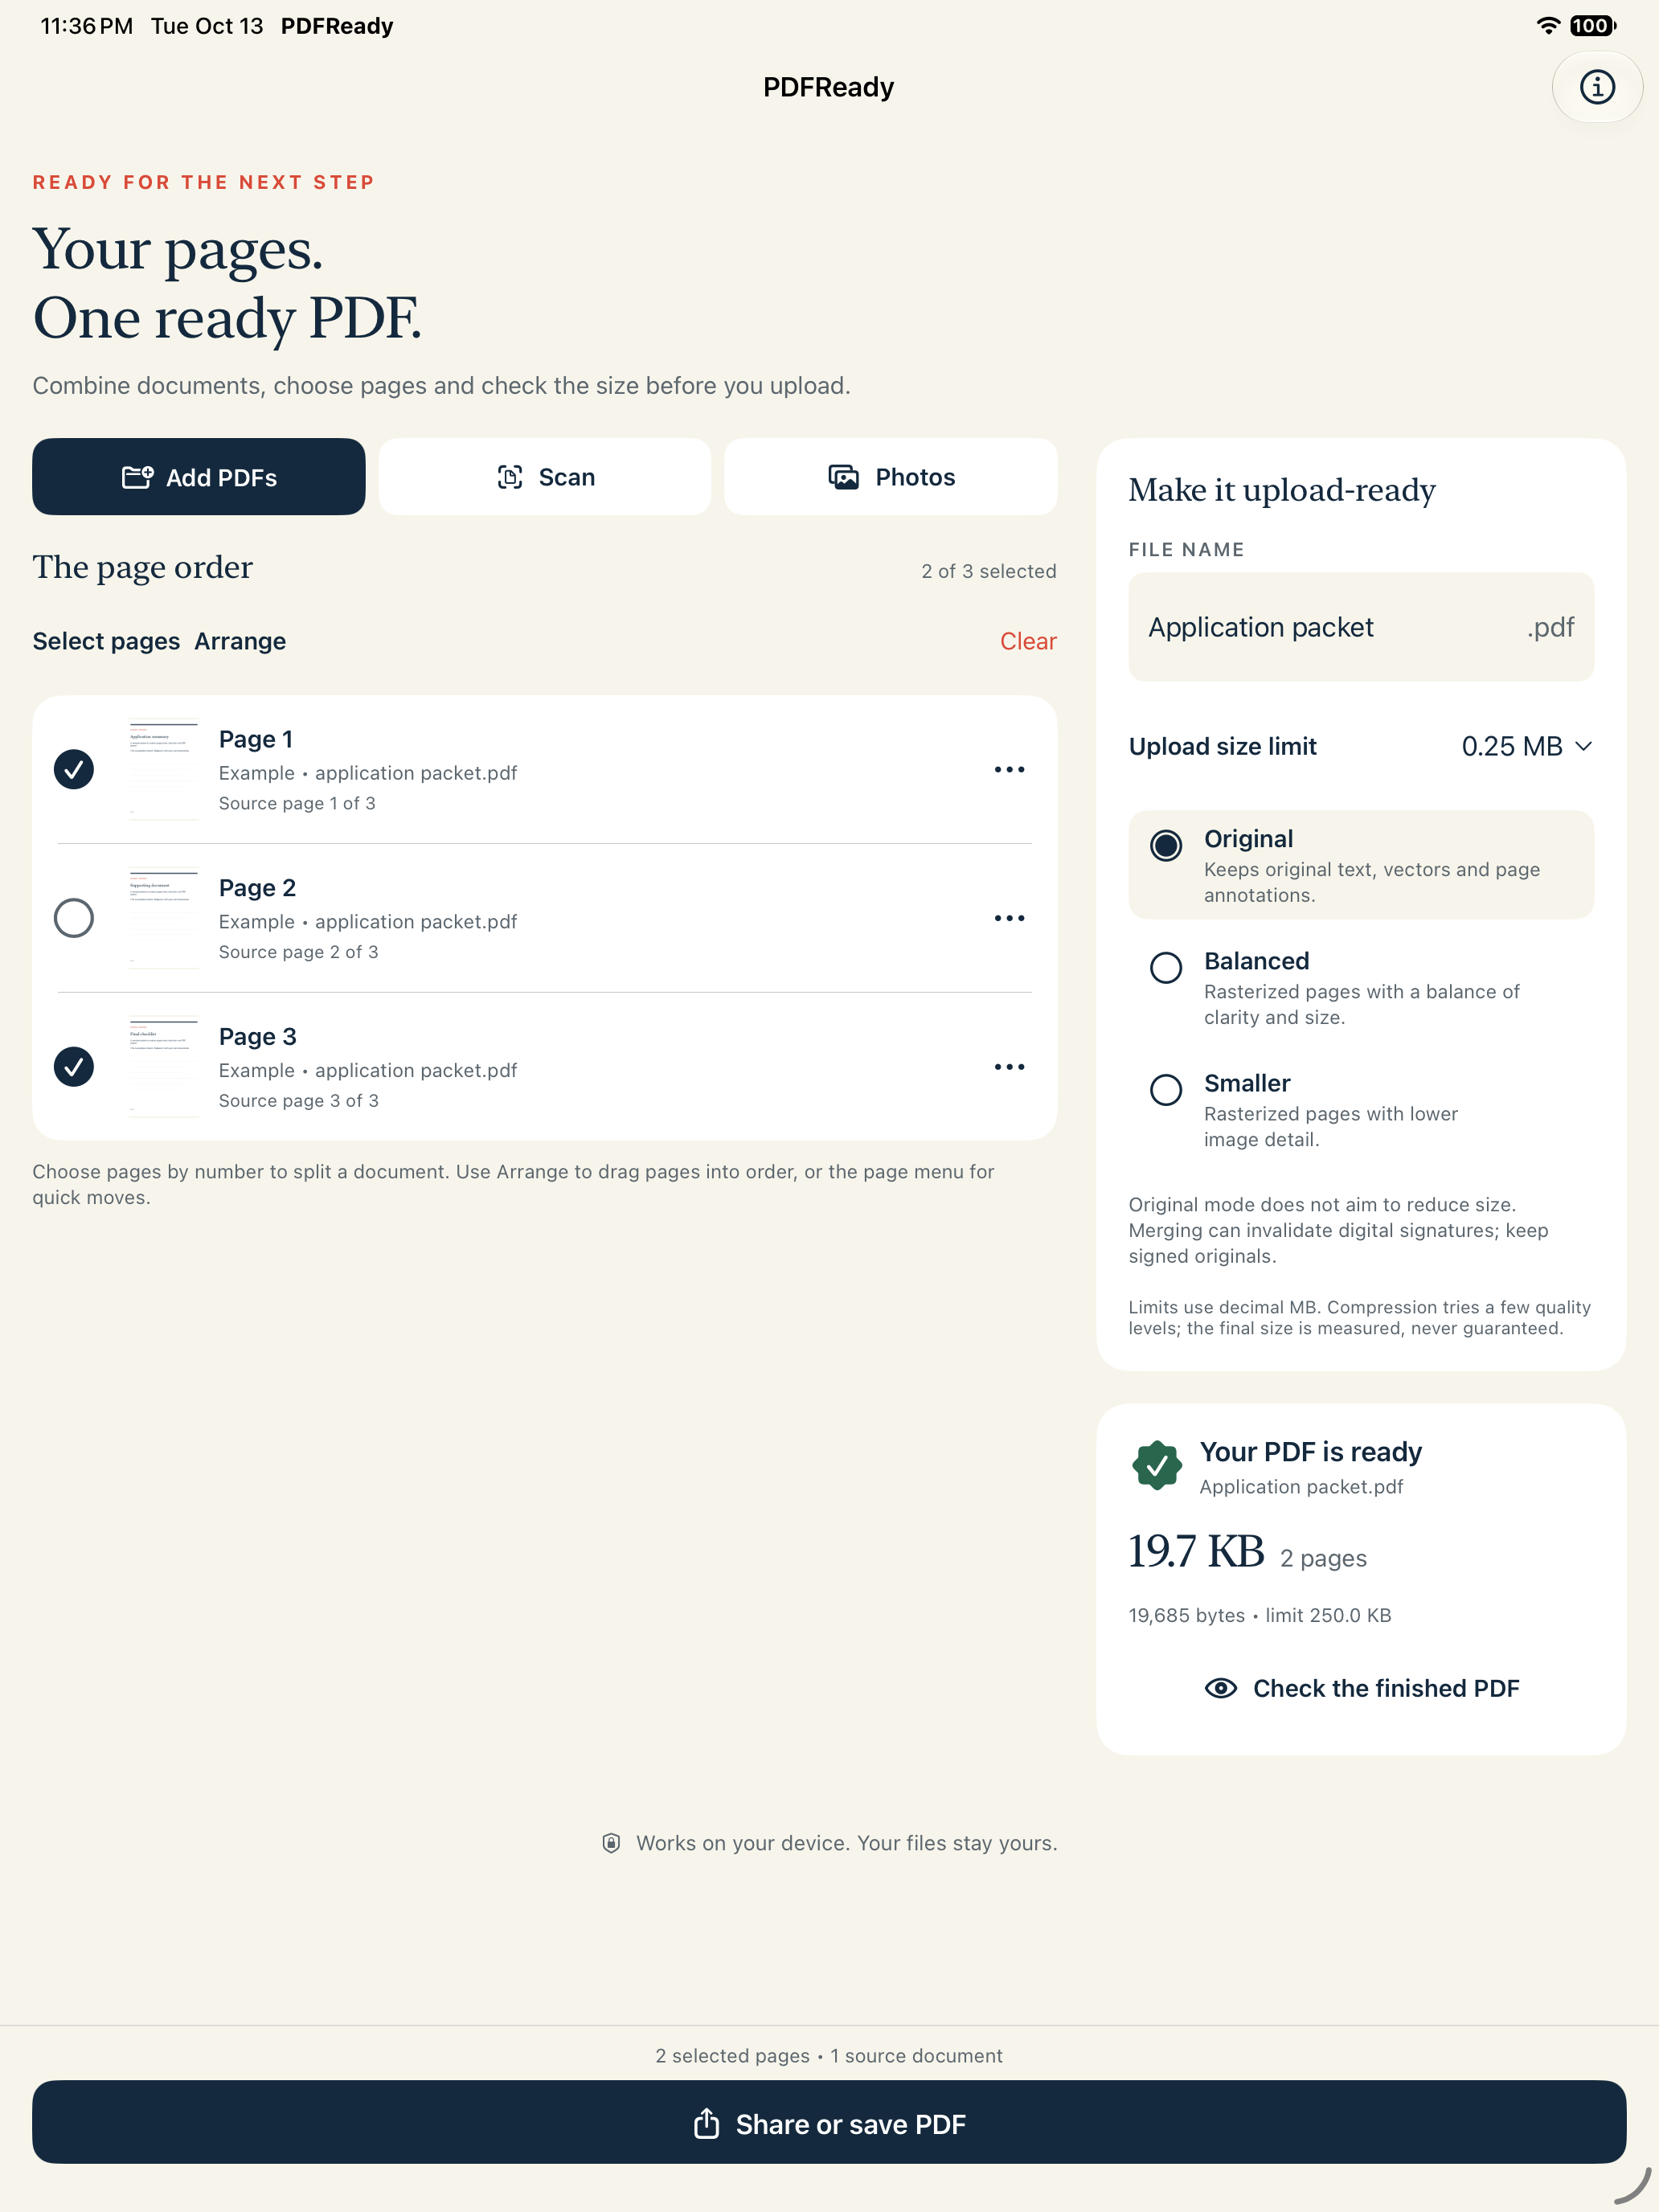 11:36 PM Tue Oct 13 PDFReady
100
PDFReady
READY FOR THE NEXT STEP
Your pages.
One ready PDF.
Combine documents, choose pages and check the size before you upload.
Add PDFs
Scan
Photos
The page order
2 of 3 selected
Select pages
Arrange
Clear
Page 1
Example • application packet.pdf
Source page 1 of 3
Page 2
Example • application packet.pdf
Source page 2 of 3
Page 3
Example • application packet.pdf
Source page 3 of 3
Choose pages by number to split a document. Use Arrange to drag pages into order, or the page menu for
quick moves.
Make it upload-ready
FILE NAME
Application packet .pdf
Upload size limit 0.25 MB
Original
Keeps original text, vectors and page
annotations.
Balanced
Rasterized pages with a balance of
clarity and size.
Smaller
Rasterized pages with lower
image detail.
Original mode does not aim to reduce size.
Merging can invalidate digital signatures; keep
signed originals.
Limits use decimal MB. Compression tries a few quality
levels; the final size is measured, never guaranteed.
Your PDF is ready
Application packet.pdf
19.7 KB 2 pages
19,685 bytes • limit 250.0 KB
Check the finished PDF
Works on your device. Your files stay yours.
2 selected pages • 1 source document
Share or save PDF